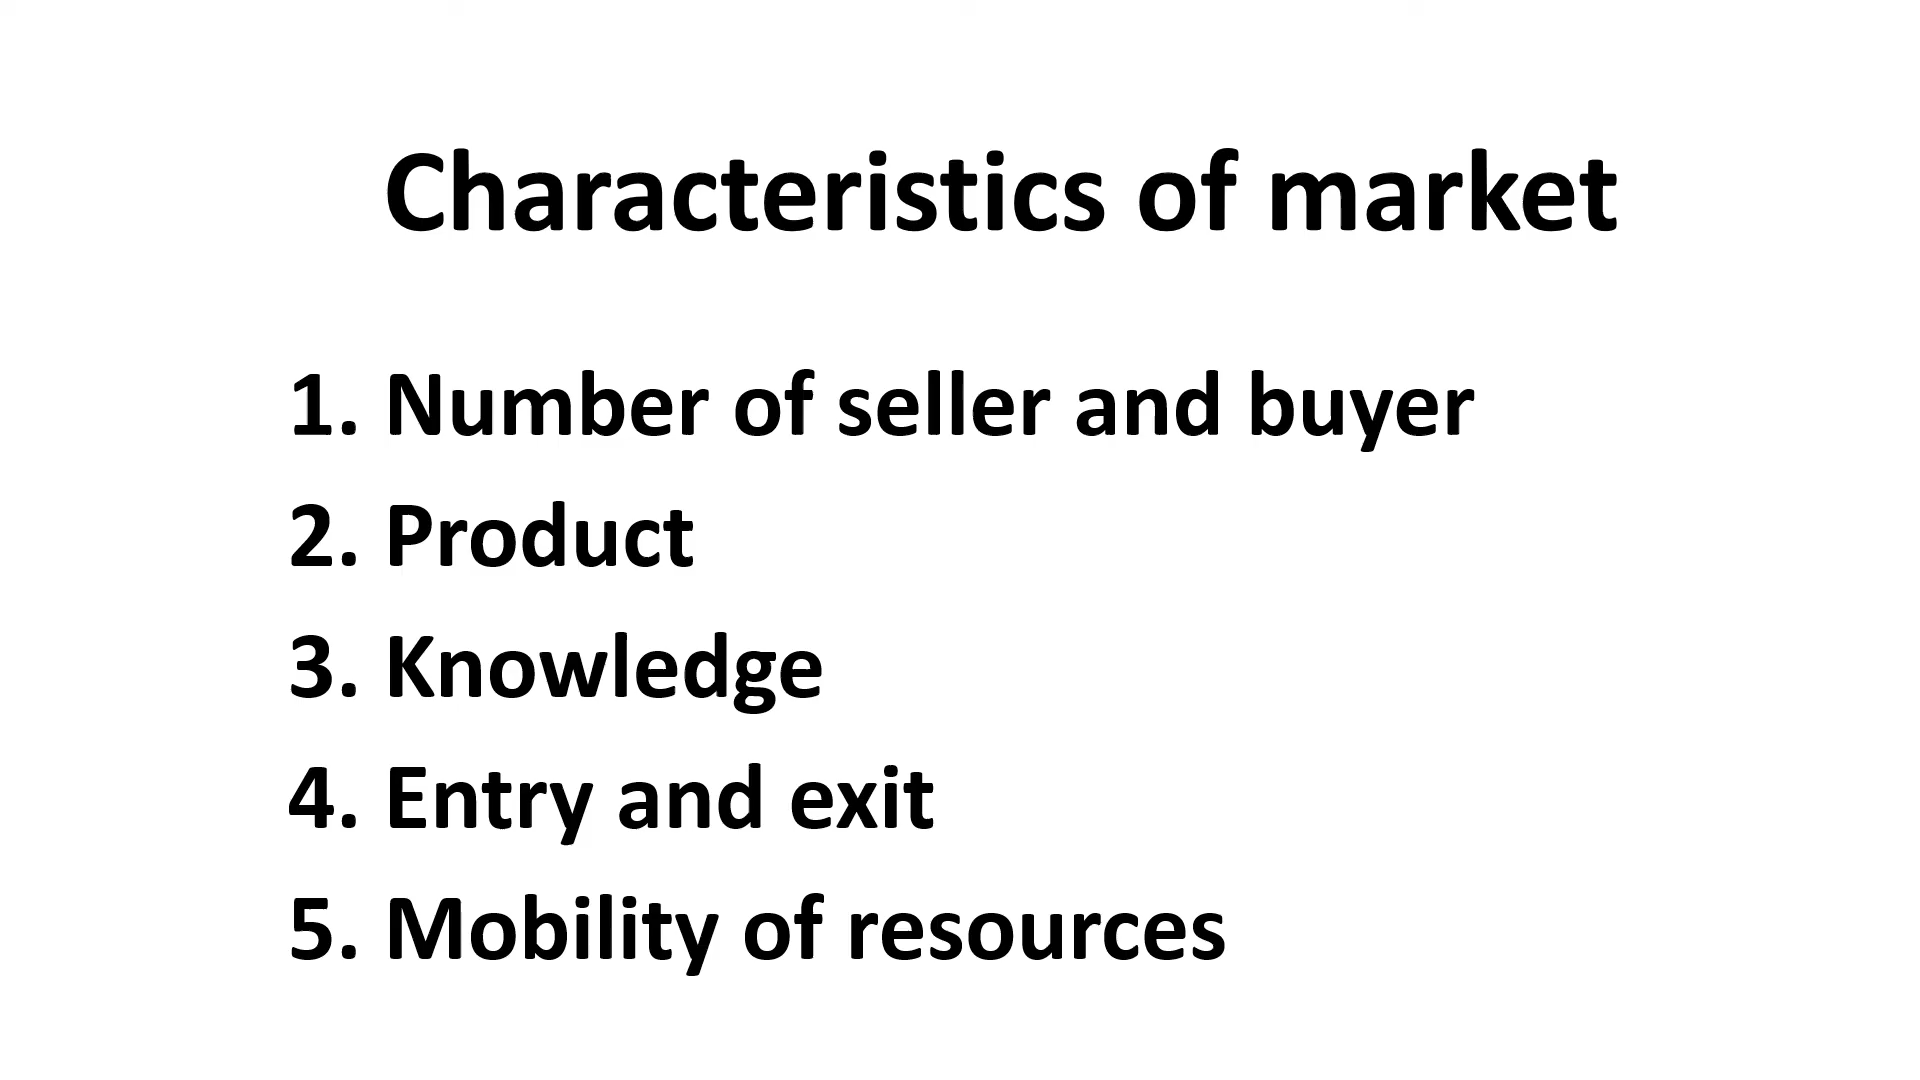 Characteristics of market
1. Number of seller and buyer
2. Product
3. Knowledge
4. Entry and exit
5. Mobility of resources